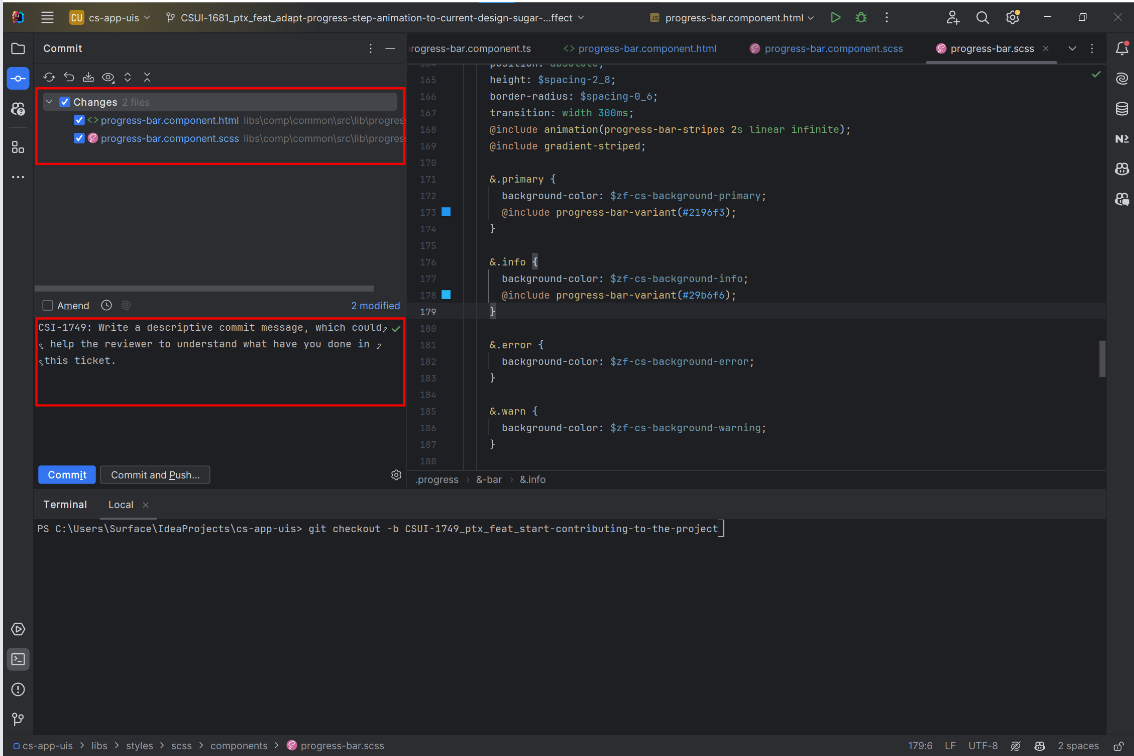 CU cs-app-uis CSUI-1681_ptx_feat_adapt-progress-step-animation-to-current-design-sugar-...ffect progress-bar.component.html
Commit
Changes 2 files
progress-bar.component.html libs\comp\common\src\lib\progres
progress-bar.component.scss libs\comp\common\src\lib\progres
Amend 2 modified
CSI-1749: Write a descriptive commit message, which could
help the reviewer to understand what have you done in
this ticket.
Commit Commit and Push...
rogress-bar.component.ts <> progress-bar.component.html progress-bar.component.scss progress-bar.scss
164 position: absolute;
165 height: $spacing-2_8;
166 border-radius: $spacing-0_6;
167 transition: width 300ms;
168 @include animation(progress-bar-stripes 2s linear infinite);
169 @include gradient-striped;
170
171 &.primary {
172 background-color: $zf-cs-background-primary;
173 @include progress-bar-variant(#2196f3);
174 }
175
176 &.info {
177 background-color: $zf-cs-background-info;
178 @include progress-bar-variant(#29b6f6);
179 }
180
181 &.error {
182 background-color: $zf-cs-background-error;
183 }
184
185 &.warn {
186 background-color: $zf-cs-background-warning;
187 }
188
.progress > &-bar > &.info
Terminal Local
PS C:\Users\Surface\IdeaProjects\cs-app-uis> git checkout -b CSUI-1749_ptx_feat_start-contributing-to-the-project
cs-app-uis > libs > styles > scss > components > progress-bar.scss 179:6 LF UTF-8 2 spaces